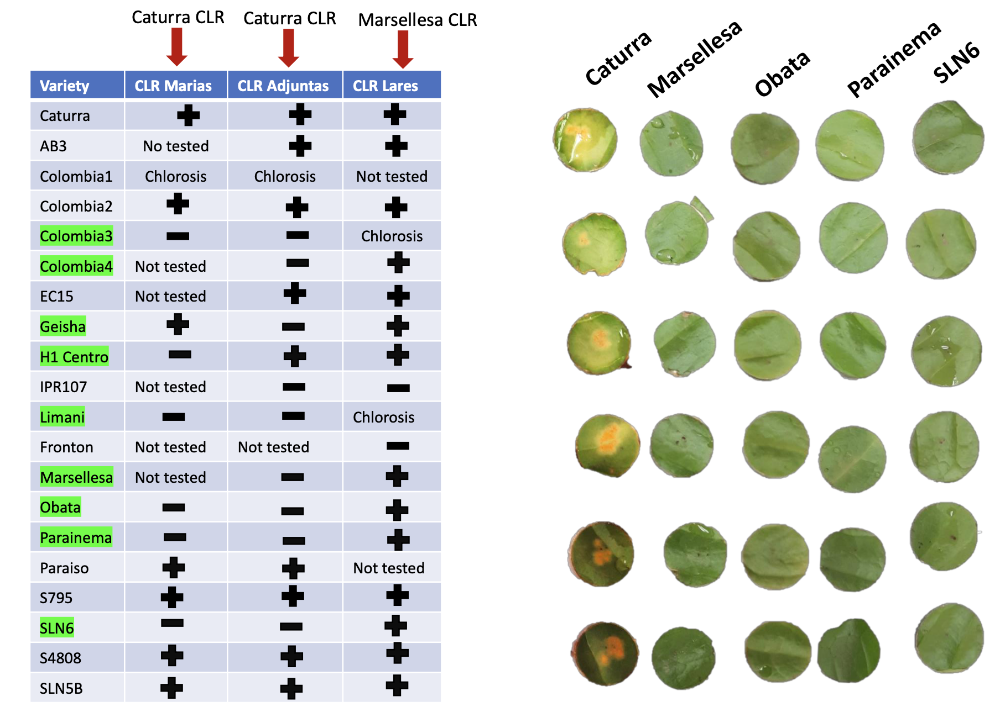 Caturra CLR Caturra CLR Marsellesa CLR
Variety CLR Marias CLR Adjuntas CLR Lares
Caturra + + +
AB3 No tested + +
Colombia1 Chlorosis Chlorosis Not tested
Colombia2 + + +
Colombia3 - - Chlorosis
Colombia4 Not tested - +
EC15 Not tested + +
Geisha + - +
H1 Centro - + +
IPR107 Not tested - -
Limani - - Chlorosis
Fronton Not tested Not tested -
Marsellesa Not tested - +
Obata - - +
Parainema - - +
Paraiso + + Not tested
S795 + + +
SLN6 - - +
S4808 + + +
SLN5B + + +
Caturra Marsellesa Obata Parainema SLN6